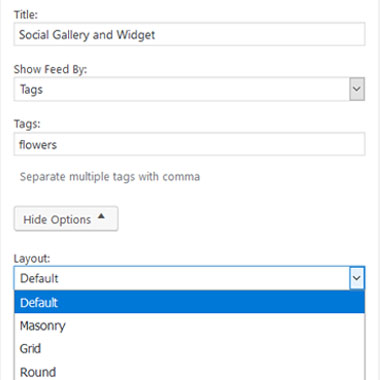 Title:
Social Gallery and Widget
Show Feed By:
Tags
Tags:
flowers
Separate multiple tags with comma
Hide Options
Layout:
Default
Default
Masonry
Grid
Round